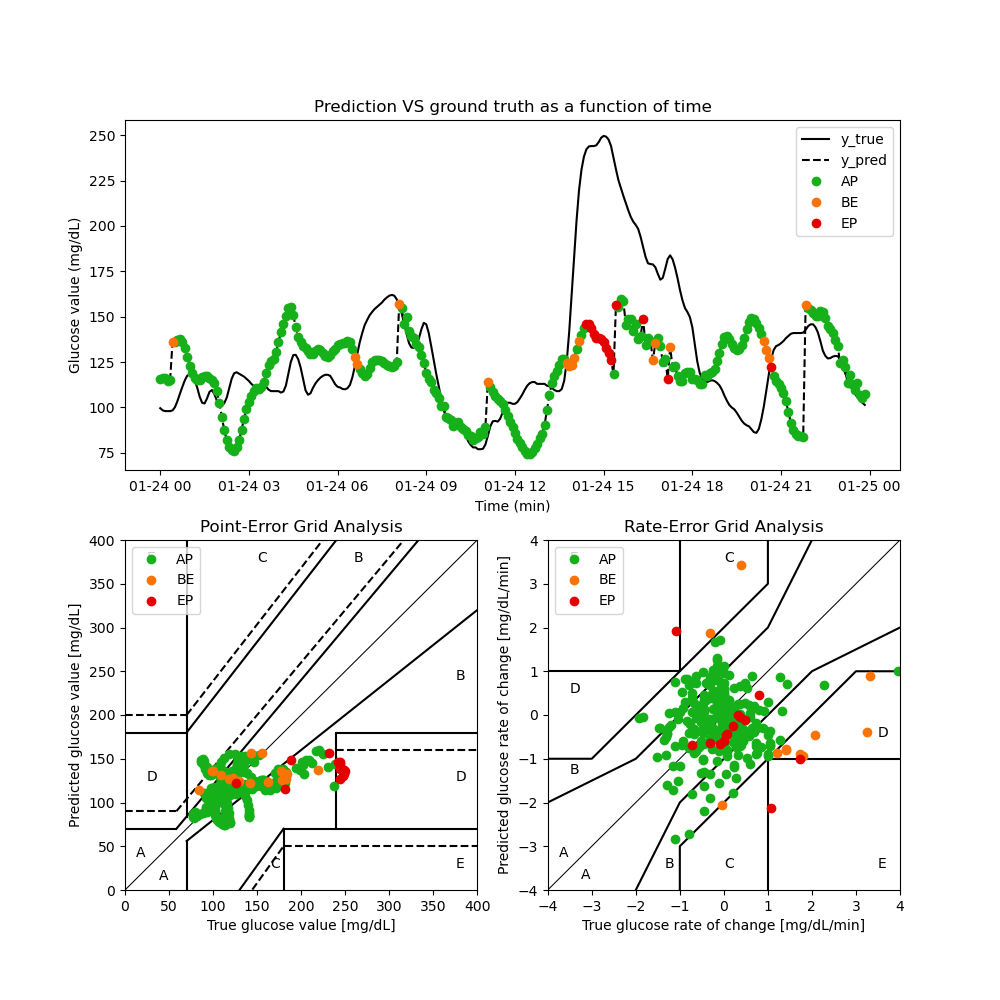 Prediction VS ground truth as a function of time
Glucose value (mg/dL)
250
225
200
175
150
125
100
75
y_true
y_pred
AP
BE
EP
01-24 00 01-24 03 01-24 06 01-24 09 01-24 12 01-24 15 01-24 18 01-24 21 01-25 00
Time (min)
Point-Error Grid Analysis
Predicted glucose value [mg/dL]
400
350
300
250
200
150
100
50
0
AP
BE
EP
C B
B
D D
A
A
C E
0 50 100 150 200 250 300 350 400
True glucose value [mg/dL]
Rate-Error Grid Analysis
Predicted glucose rate of change [mg/dL/min]
4
3
2
1
0
−1
−2
−3
−4
AP
BE
EP
C
D
D
B
A
A
B C E
−4 −3 −2 −1 0 1 2 3 4
True glucose rate of change [mg/dL/min]